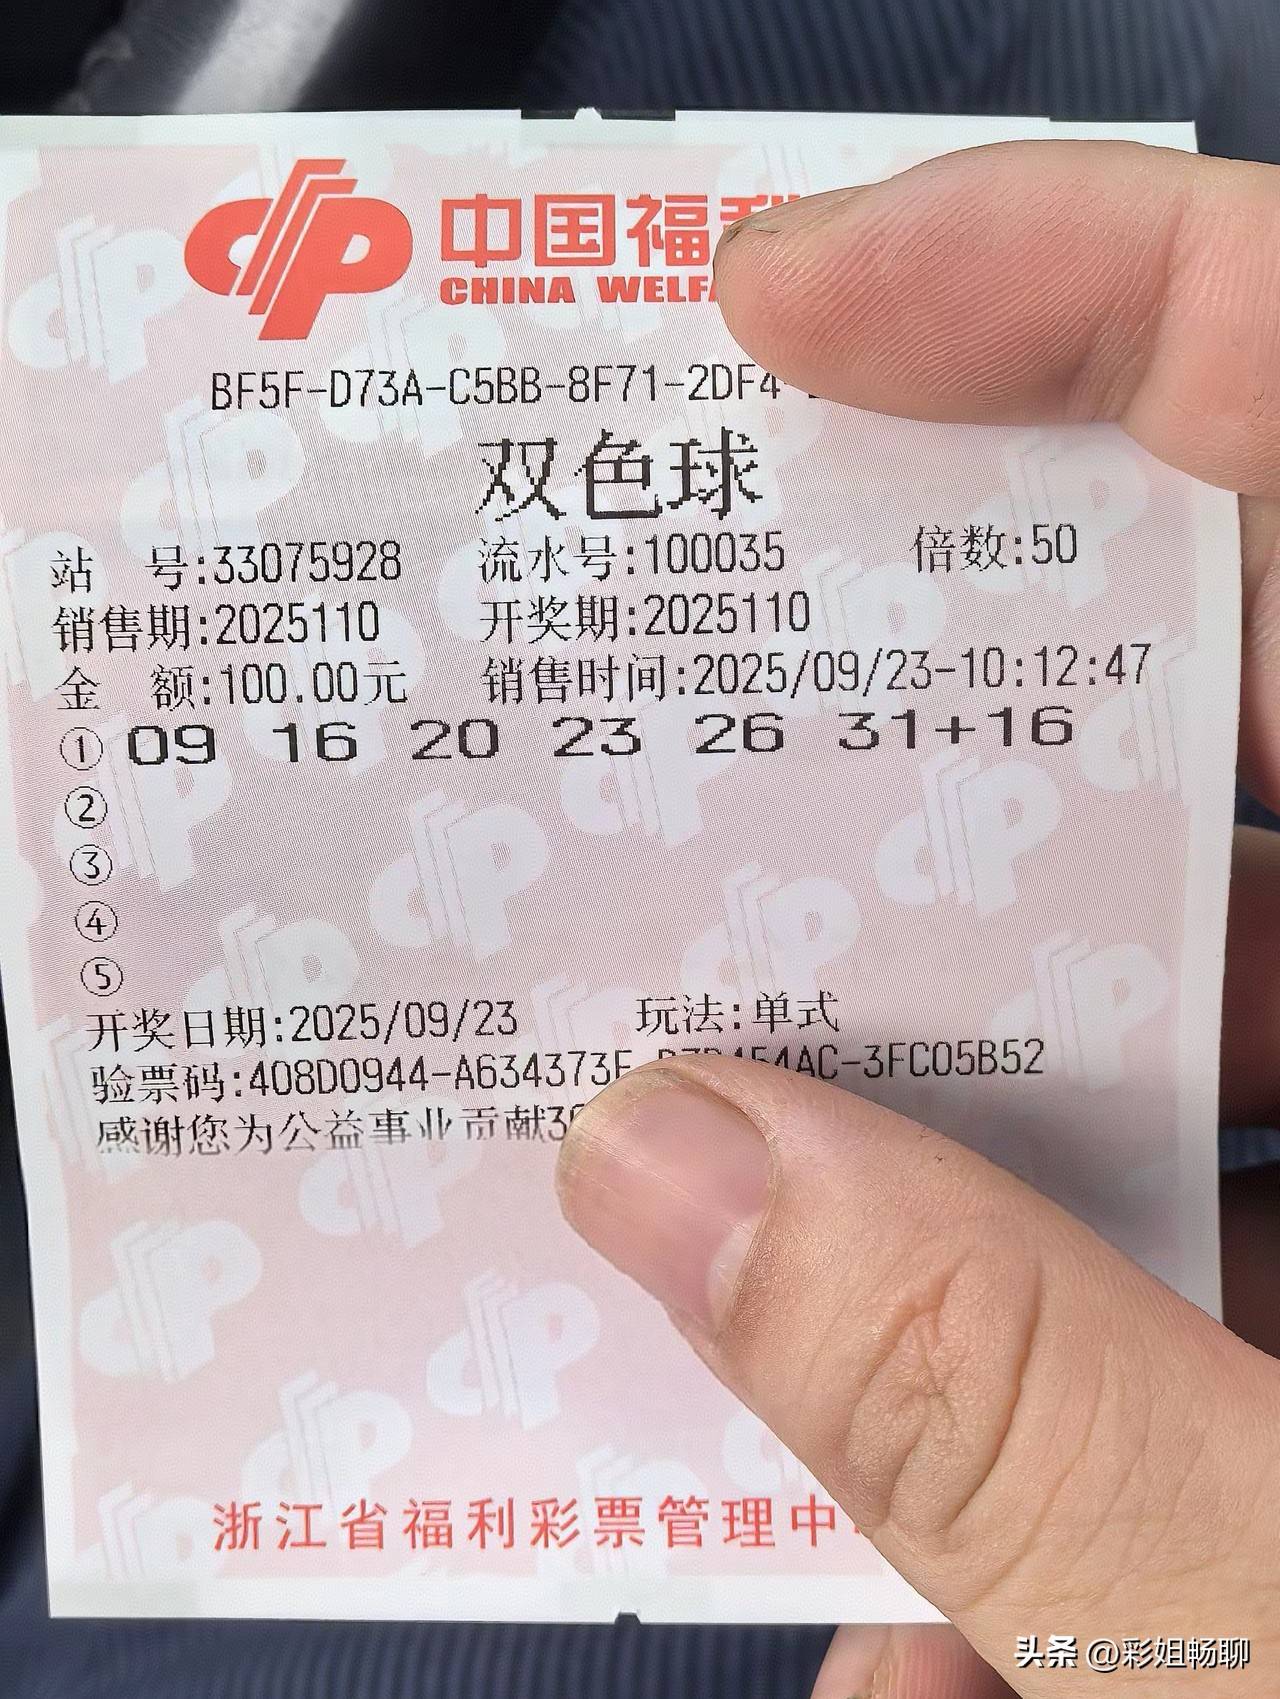 中国福
CHINA WELF
BF5F-D73A-C5BB-8F71-2DF4-
双色球
站 号:33075928 流水号:100035 倍数:50
销售期:2025110 开奖期:2025110
金 额:100.00元 销售时间:2025/09/23-10:12:47
① 09 16 20 23 26 31+16
②
③
④
⑤
开奖日期:2025/09/23 玩法:单式
验票码:408D0944-A634373E 54AC-3FC05B52
感谢您为公益事业贡献3
浙江省福利彩票管理中
头条 @彩姐畅聊